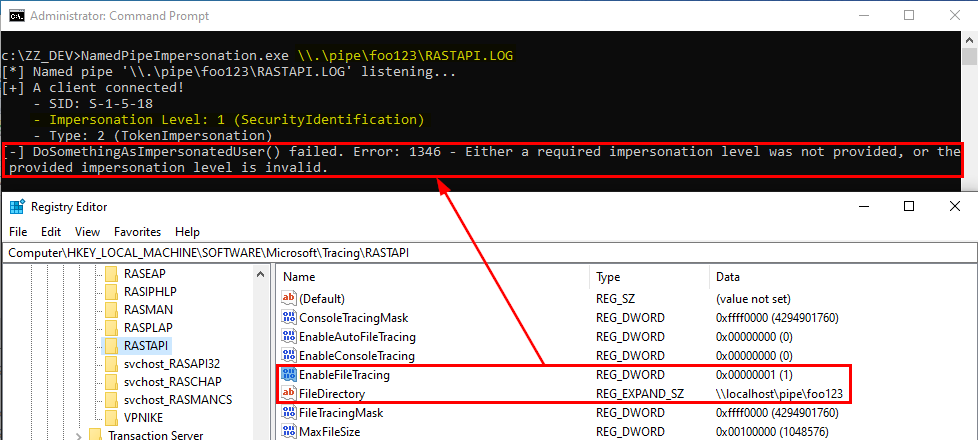 Administrator: Command Prompt
c:\ZZ_DEV>NamedPipeImpersonation.exe \\.\pipe\foo123\RASTAPI.LOG
[*] Named pipe '\\.\pipe\foo123\RASTAPI.LOG' listening...
[+] A client connected!
- SID: S-1-5-18
- Impersonation Level: 1 (SecurityIdentification)
- Type: 2 (TokenImpersonation)
[-] DoSomethingAsImpersonatedUser() failed. Error: 1346 - Either a required impersonation level was not provided, or the
provided impersonation level is invalid.
Registry Editor
File Edit View Favorites Help
Computer\HKEY_LOCAL_MACHINE\SOFTWARE\Microsoft\Tracing\RASTAPI
RASEAP
RASIPHLP
RASMAN
RASPLAP
RASTAPI
svchost_RASAPI32
svchost_RASCHAP
svchost_RASMANCS
VPNIKE
Transaction Server
Name Type Data
(Default) REG_SZ (value not set)
ConsoleTracingMask REG_DWORD 0xffff0000 (4294901760)
EnableAutoFileTracing REG_DWORD 0x00000000 (0)
EnableConsoleTracing REG_DWORD 0x00000000 (0)
EnableFileTracing REG_DWORD 0x00000001 (1)
FileDirectory REG_EXPAND_SZ \\localhost\pipe\foo123
FileTracingMask REG_DWORD 0xffff0000 (4294901760)
MaxFileSize REG_DWORD 0x00100000 (1048576)